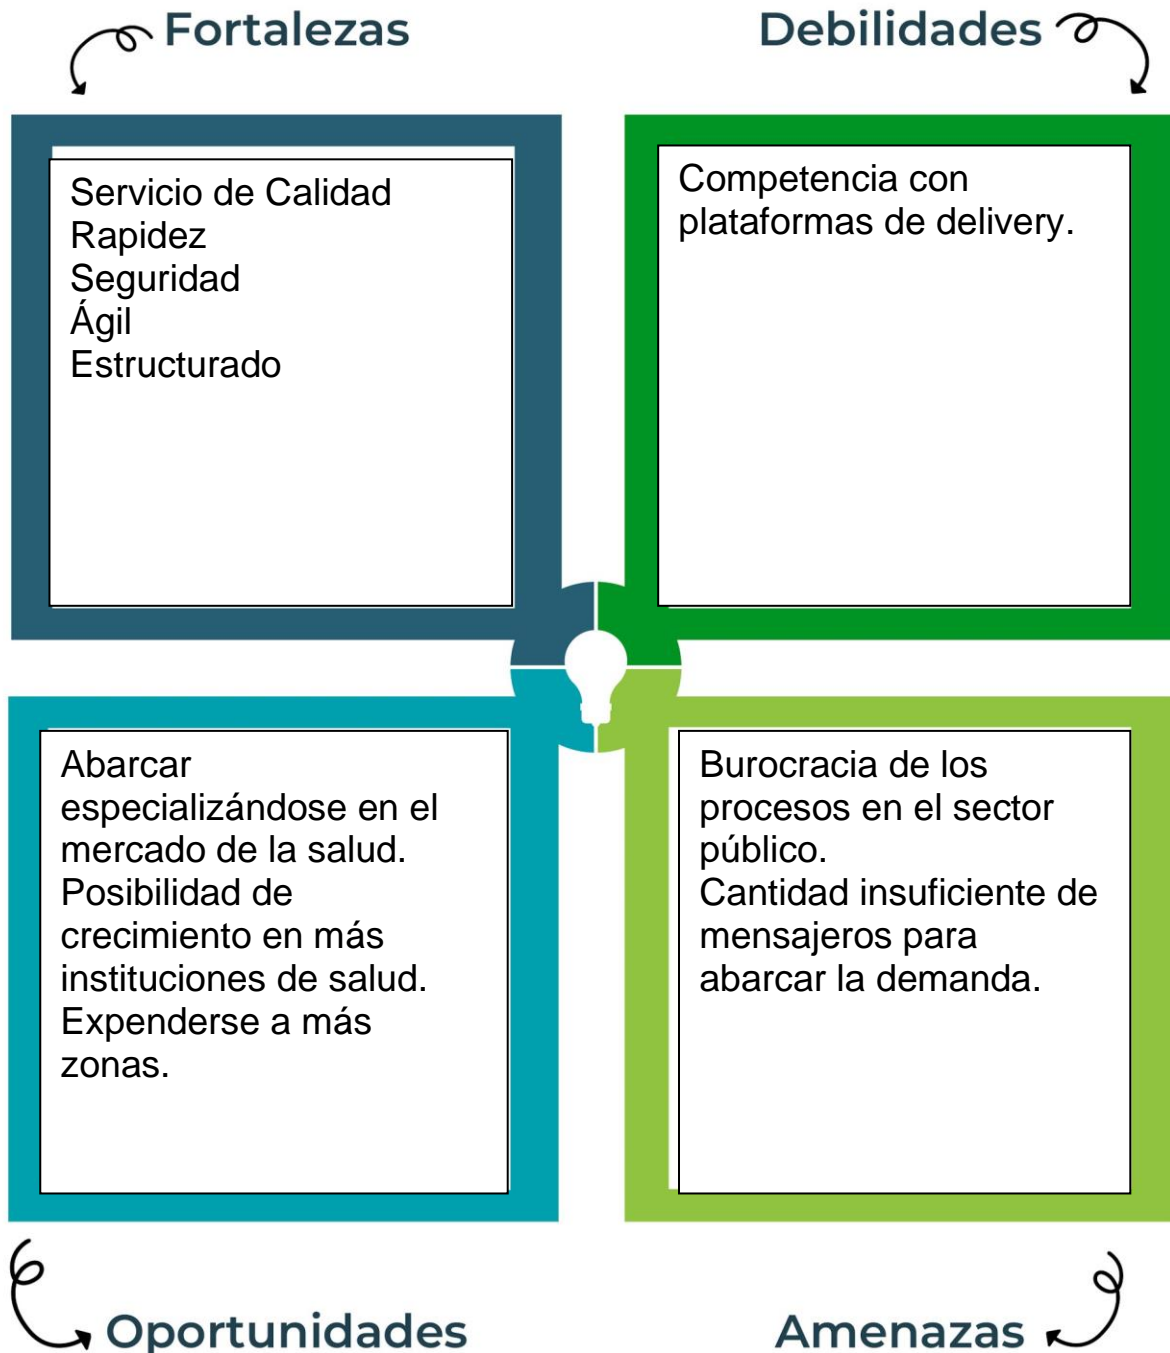 Fortalezas
Servicio de Calidad
Rapidez
Seguridad
Ágil
Estructurado
Debilidades
Competencia con
plataformas de delivery.
Abarcar
especializándose en el
mercado de la salud.
Posibilidad de
crecimiento en más
instituciones de salud.
Expenderse a más
zonas.
Oportunidades
Burocracia de los
procesos en el sector
público.
Cantidad insuficiente de
mensajeros para
abarcar la demanda.
Amenazas